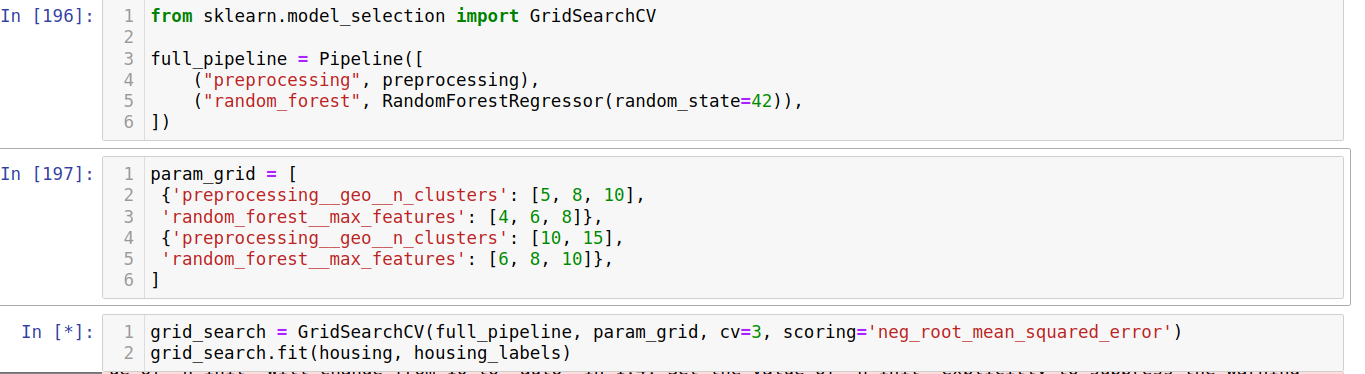 In [196]:
1 from sklearn.model_selection import GridSearchCV
2
3 full_pipeline = Pipeline([
4     ("preprocessing", preprocessing),
5     ("random_forest", RandomForestRegressor(random_state=42)),
6 ])
In [197]:
1 param_grid = [
2  {'preprocessing__geo__n_clusters': [5, 8, 10],
3  'random_forest__max_features': [4, 6, 8]},
4  {'preprocessing__geo__n_clusters': [10, 15],
5  'random_forest__max_features': [6, 8, 10]},
6 ]
In [*]:
1 grid_search = GridSearchCV(full_pipeline, param_grid, cv=3, scoring='neg_root_mean_squared_error')
2 grid_search.fit(housing, housing_labels)